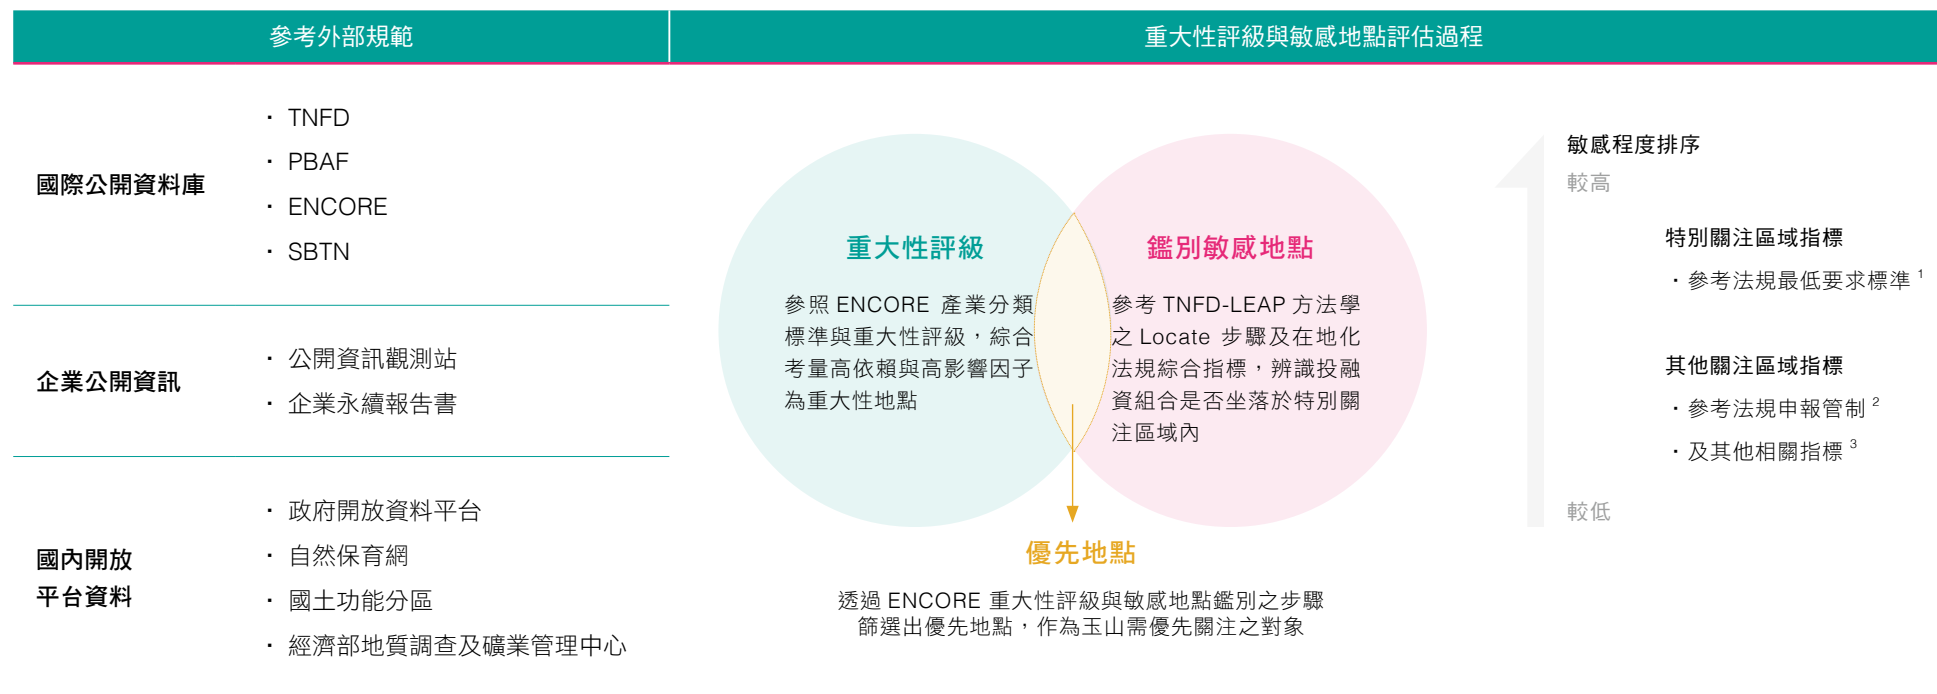 參考外部規範
重大性評級與敏感地點評估過程
國際公開資料庫
· TNFD
· PBAF
· ENCORE
· SBTN
企業公開資訊
· 公開資訊觀測站
· 企業永續報告書
國內開放
平台資料
· 政府開放資料平台
· 自然保育網
· 國土功能分區
· 經濟部地質調查及礦業管理中心
重大性評級
參照 ENCORE 產業分類
標準與重大性評級，綜合
考量高依賴與高影響因子
為重大性地點
鑑別敏感地點
參考 TNFD-LEAP 方法學
之 Locate 步驟及在地化
法規綜合指標，辨識投融
資組合是否坐落於特別關
注區域內
優先地點
透過 ENCORE 重大性評級與敏感地點鑑別之步驟
篩選出優先地點，作為玉山需優先關注之對象
敏感程度排序
較高
特別關注區域指標
· 參考法規最低要求標準 1
其他關注區域指標
· 參考法規申報管制 2
· 及其他相關指標 3
較低